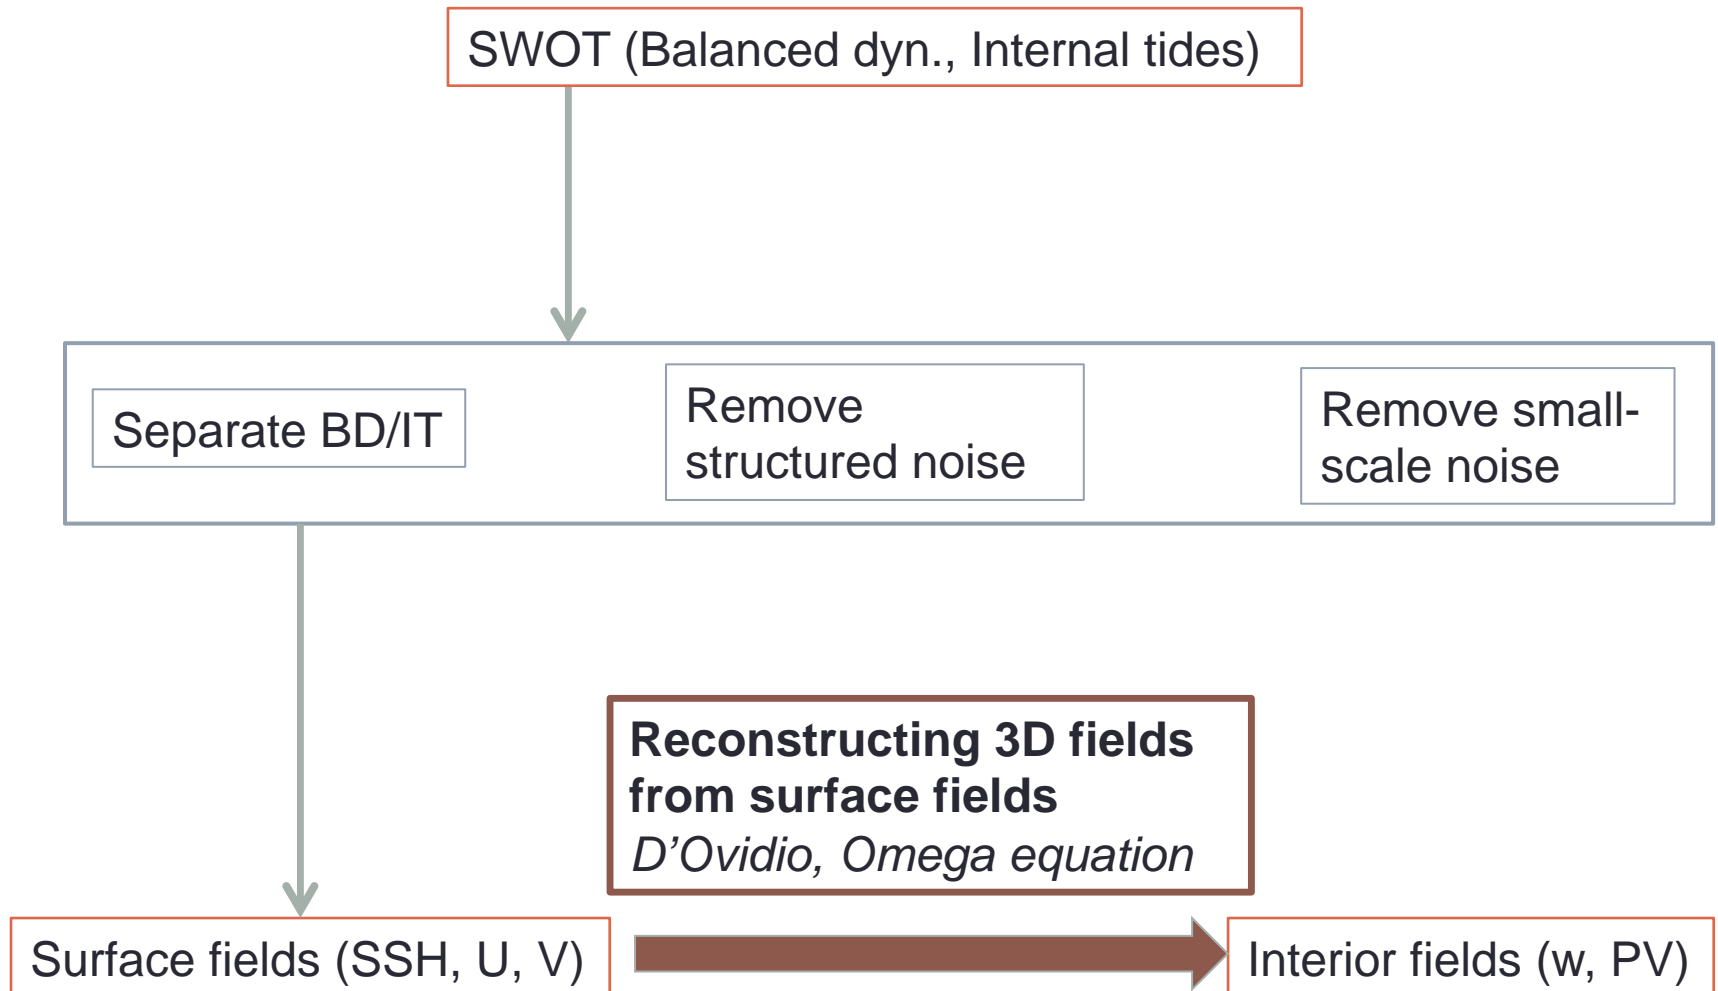 SWOT (Balanced dyn., Internal tides)
Separate BD/IT
Remove
structured noise
Remove small-
scale noise
Reconstructing 3D fields
from surface fields
D’Ovidio, Omega equation
Surface fields (SSH, U, V)
Interior fields (w, PV)